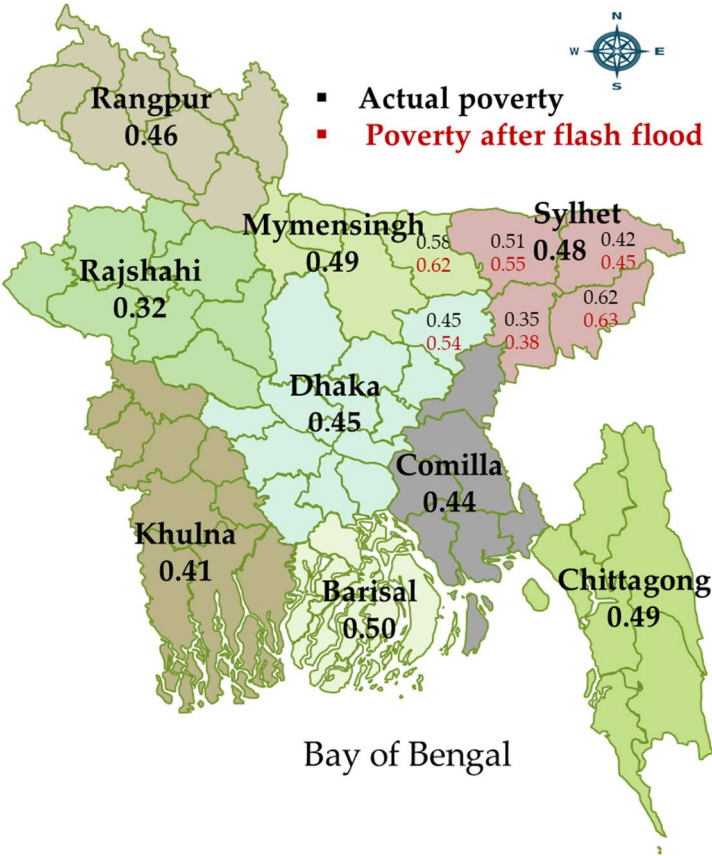 N
W E
S
Rangpur
0.46
▪ Actual poverty
▪ Poverty after flash flood
Mymensingh
0.49
0.58
0.62
Sylhet
0.48
0.51
0.55
0.42
0.45
0.62
0.63
0.35
0.38
Rajshahi
0.32
0.45
0.54
Dhaka
0.45
Comilla
0.44
Khulna
0.41
Barisal
0.50
Chittagong
0.49
Bay of Bengal